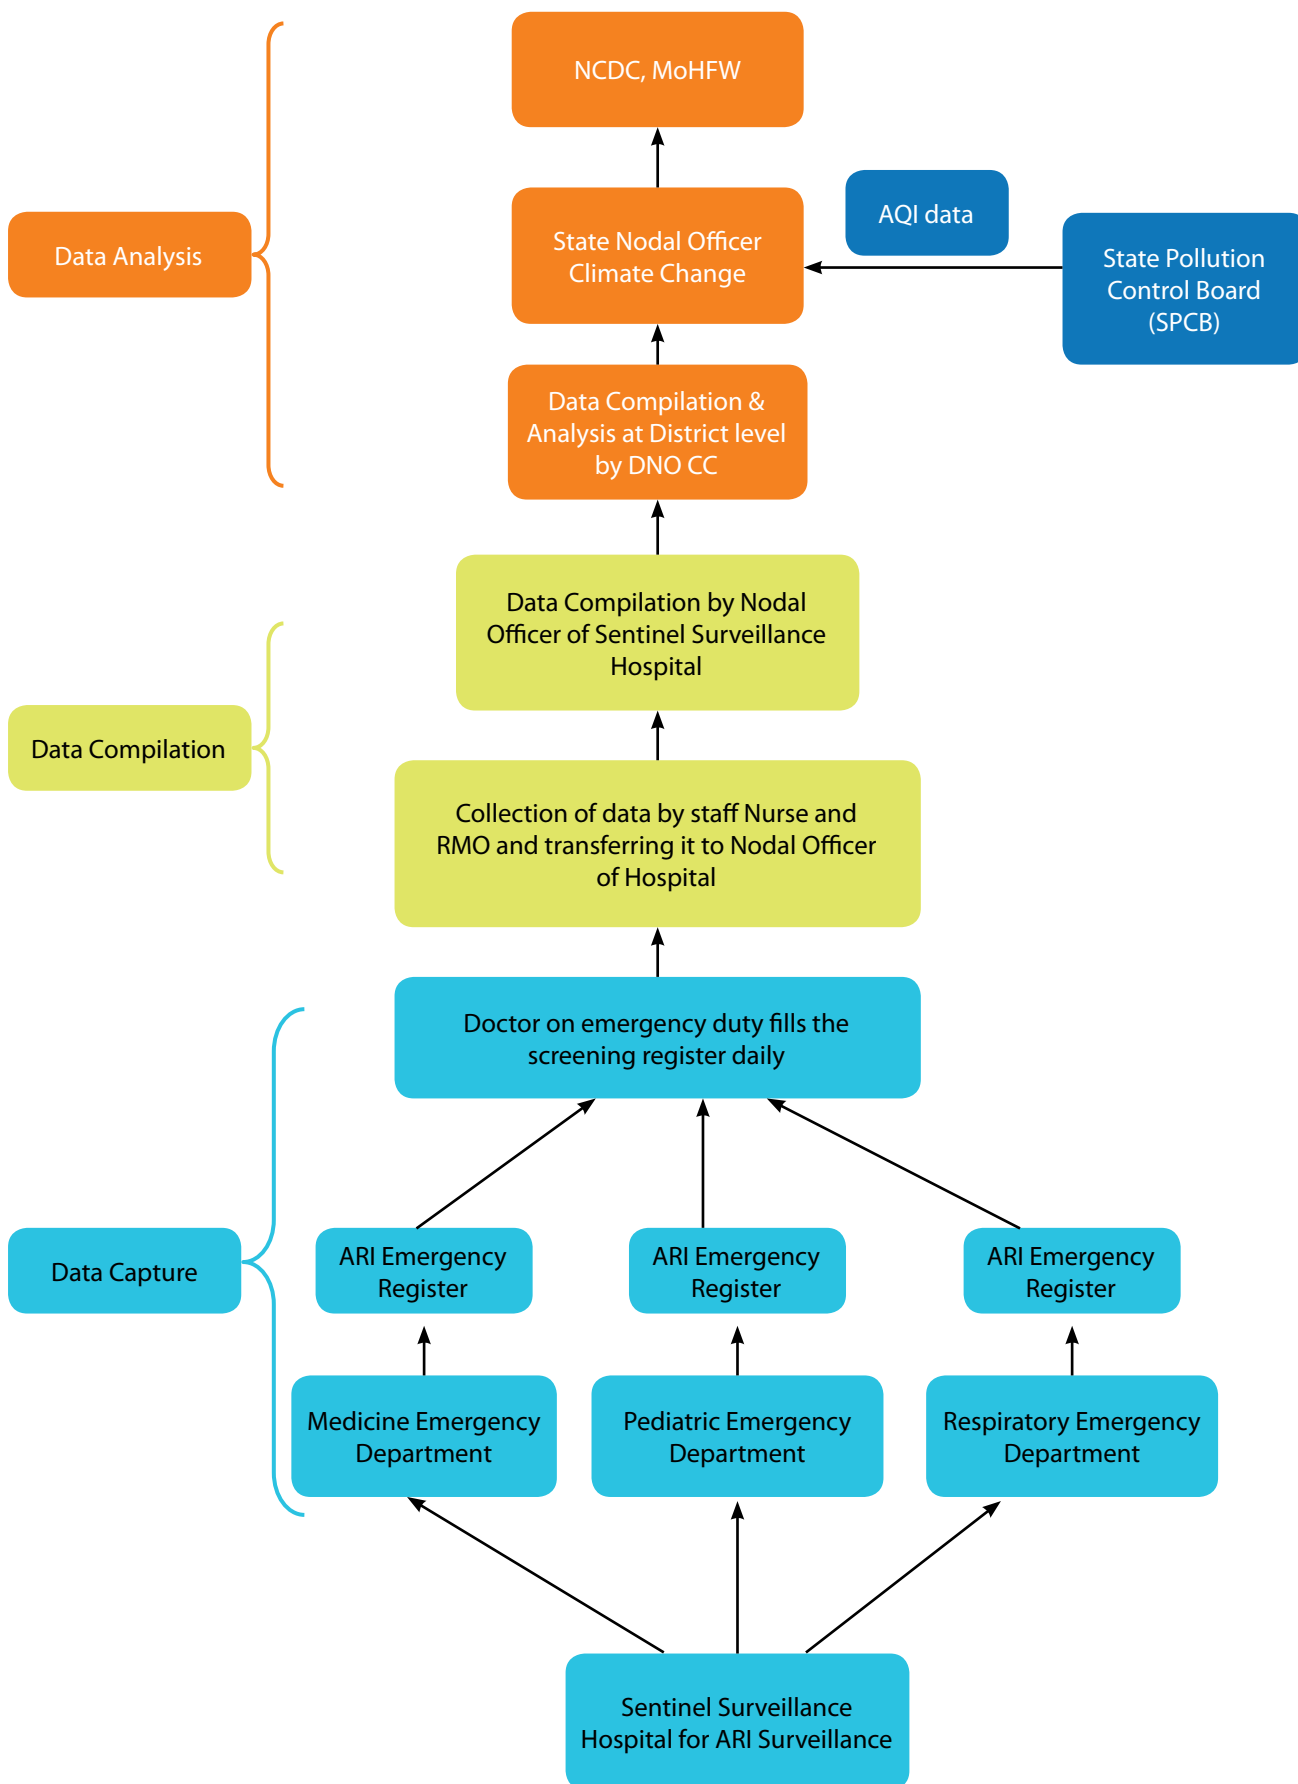 NCDC, MoHFW
AQI data
State Nodal Officer
Climate Change
State Pollution
Control Board
(SPCB)
Data Analysis
Data Compilation &
Analysis at District level
by DNO CC
Data Compilation by Nodal
Officer of Sentinel Surveillance
Hospital
Data Compilation
Collection of data by staff Nurse and
RMO and transferring it to Nodal Officer
of Hospital
Doctor on emergency duty fills the
screening register daily
Data Capture
ARI Emergency
Register
ARI Emergency
Register
ARI Emergency
Register
Medicine Emergency
Department
Pediatric Emergency
Department
Respiratory Emergency
Department
Sentinel Surveillance
Hospital for ARI Surveillance